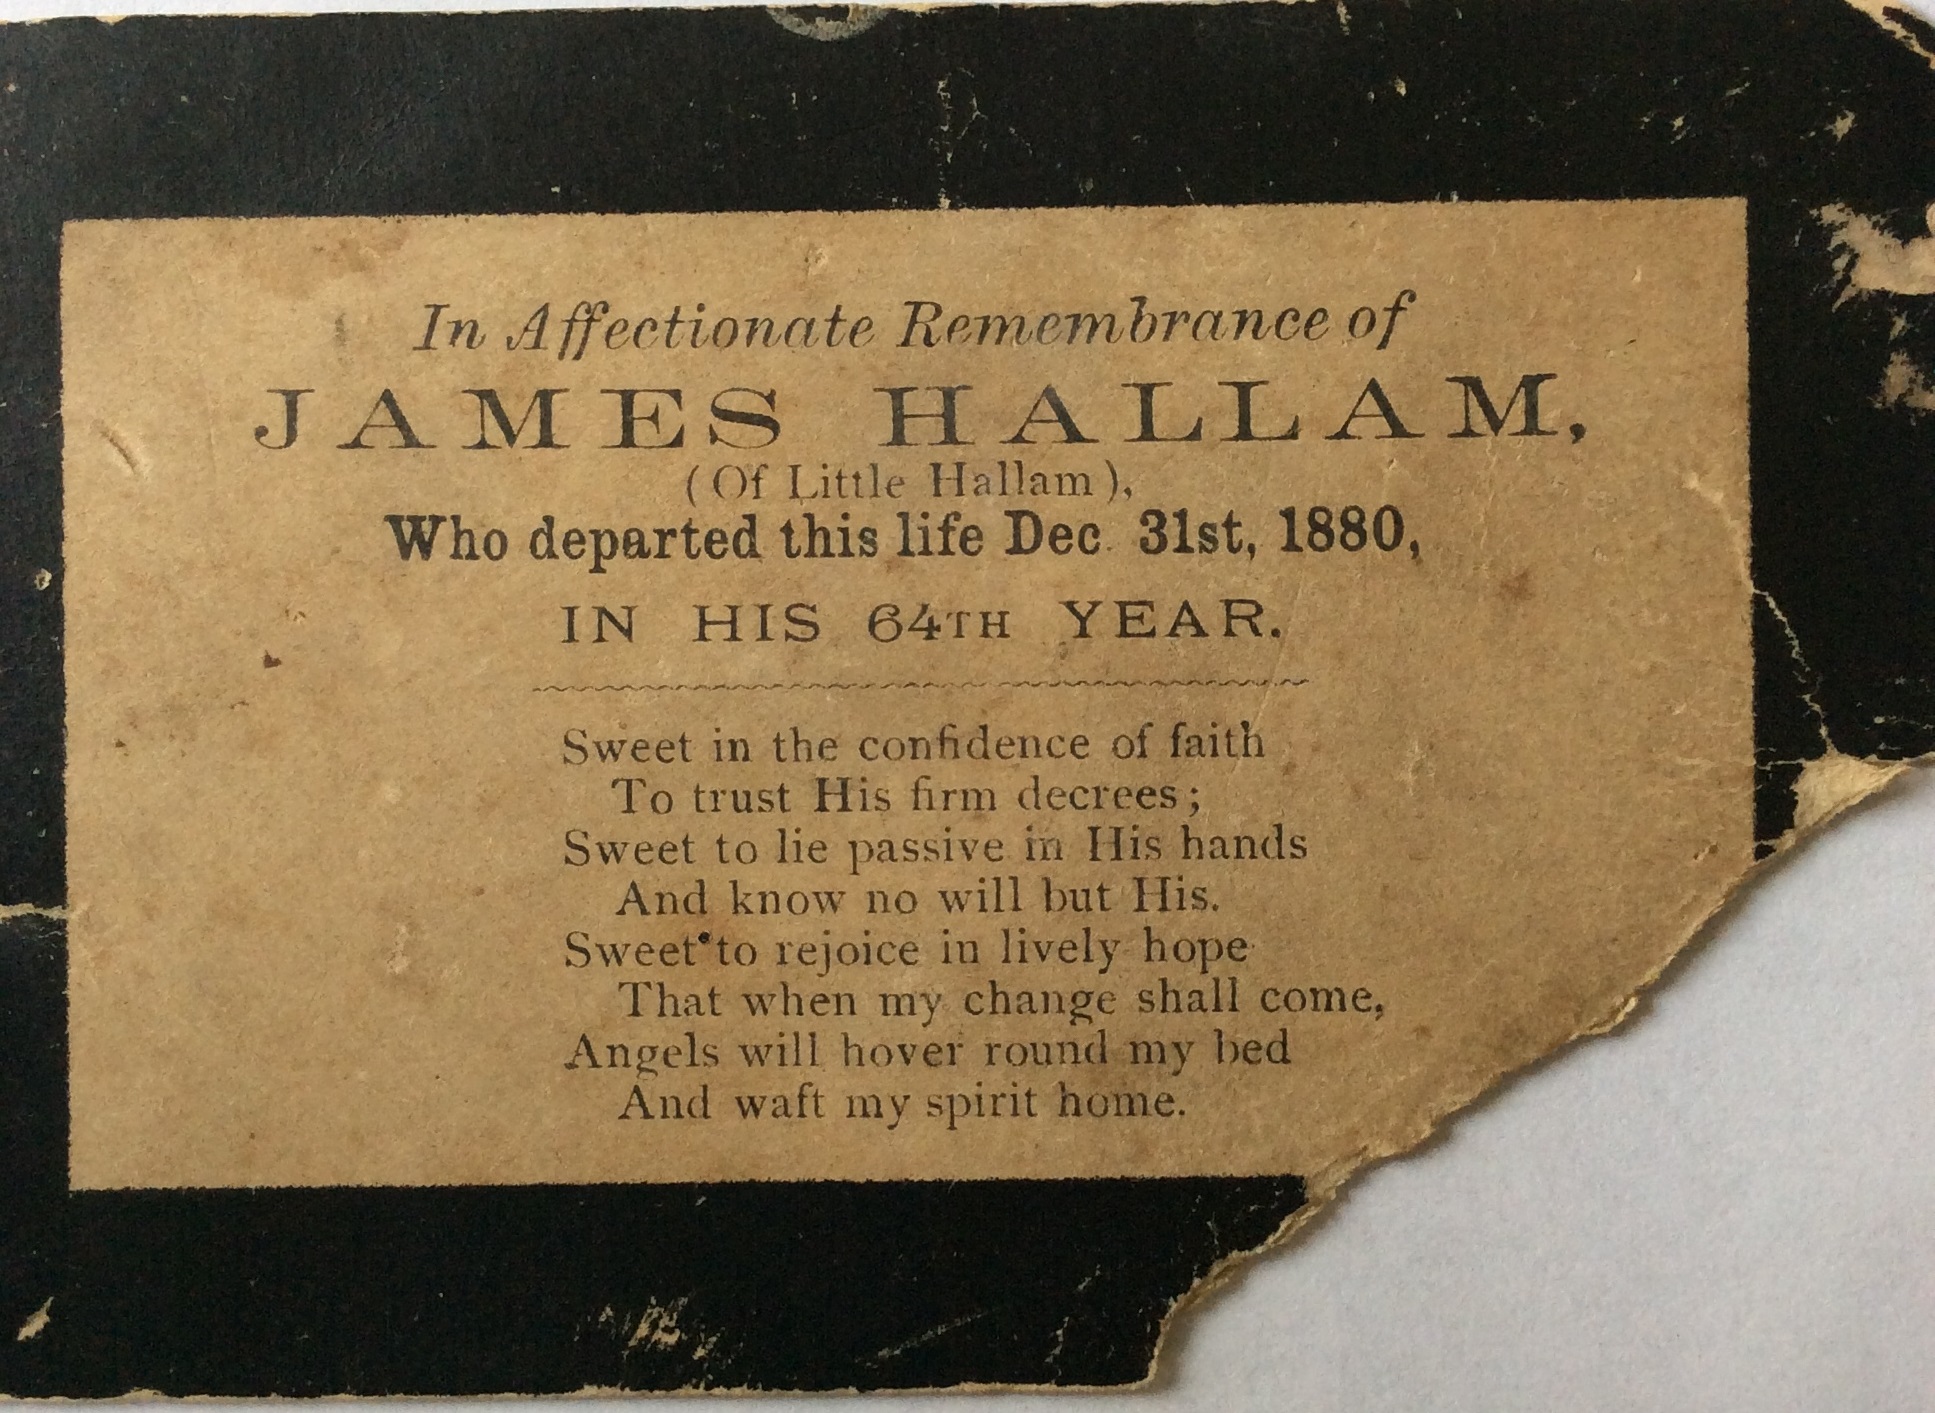 In Affectionate Remembrance of
JAMES HALLAM,
(Of Little Hallam),
Who departed this life Dec. 31st, 1880,
IN HIS 64TH YEAR.
Sweet in the confidence of faith
To trust His firm decrees;
Sweet to lie passive in His hands
And know no will but His.
Sweet to rejoice in lively hope
That when my change shall come,
Angels will hover round my bed
And waft my spirit home.